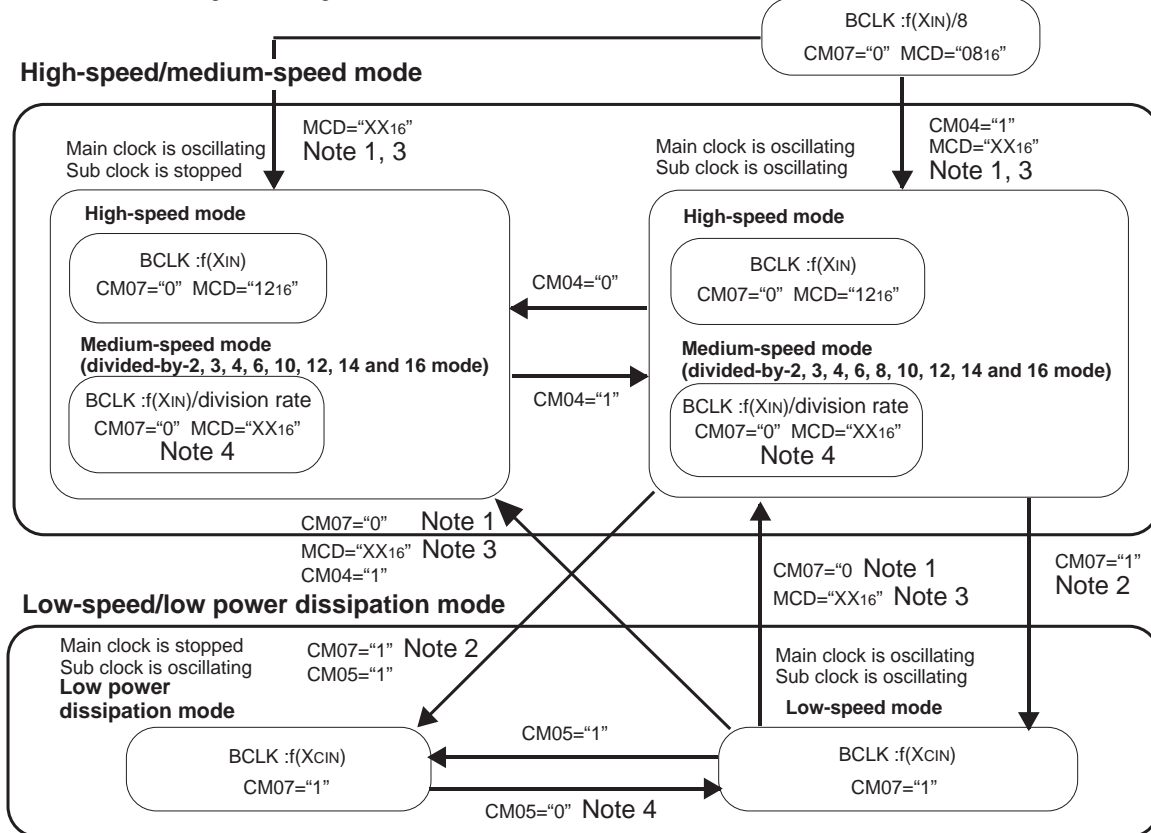 BCLK :f(XIN)/8
CM07="0" MCD="0816"
High-speed/medium-speed mode
MCD="XX16"
Note 1, 3
Main clock is oscillating
Sub clock is stopped
CM04="1"
MCD="XX16"
Note 1, 3
Main clock is oscillating
Sub clock is oscillating
High-speed mode
BCLK :f(XIN)
CM07="0" MCD="1216"
Medium-speed mode
(divided-by-2, 3, 4, 6, 10, 12, 14 and 16 mode)
BCLK :f(XIN)/division rate
CM07="0" MCD="XX16"
Note 4
CM04="0"
CM04="1"
High-speed mode
BCLK :f(XIN)
CM07="0" MCD="1216"
Medium-speed mode
(divided-by-2, 3, 4, 6, 8, 10, 12, 14 and 16 mode)
BCLK :f(XIN)/division rate
CM07="0" MCD="XX16"
Note 4
CM07="0" Note 1
MCD="XX16" Note 3
CM04="1"
CM07="0 Note 1
MCD="XX16" Note 3
CM07="1"
Note 2
Low-speed/low power dissipation mode
Main clock is stopped
Sub clock is oscillating
Low power
dissipation mode
CM07="1" Note 2
CM05="1"
Main clock is oscillating
Sub clock is oscillating
Low-speed mode
BCLK :f(XCIN)
CM07="1"
CM05="1"
CM05="0" Note 4
BCLK :f(XCIN)
CM07="1"